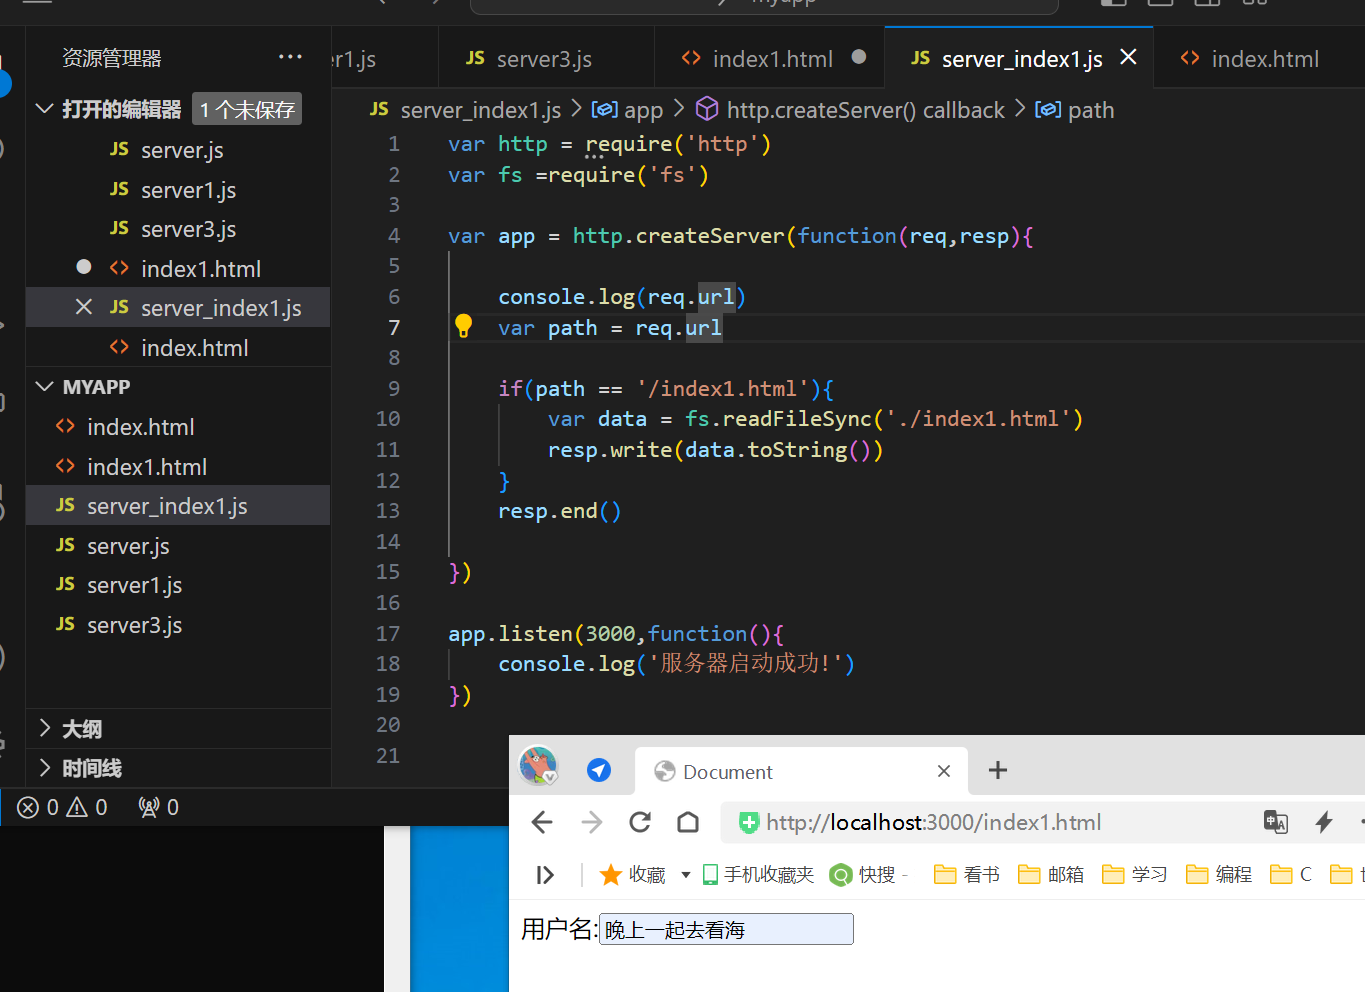 myapp
资源管理器 ···
er1.js
JS server3.js
<> index1.html
JS server_index1.js
<> index.html
打开的编辑器 1 个未保存
JS server.js
JS server1.js
JS server3.js
<> index1.html
JS server_index1.js
<> index.html
MYAPP
<> index.html
<> index1.html
JS server_index1.js
JS server.js
JS server1.js
JS server3.js
大纲
时间线
0 0 0
JS server_index1.js > app > http.createServer() callback > path
1 var http = require('http')
2 var fs =require('fs')
3
4 var app = http.createServer(function(req,resp){
5
6 console.log(req.url)
7 var path = req.url
8
9 if(path == '/index1.html'){
10 var data = fs.readFileSync('./index1.html')
11 resp.write(data.toString())
12 }
13 resp.end()
14
15 })
16
17 app.listen(3000,function(){
18 console.log('服务器启动成功!')
19 })
20
21
Document
http://localhost:3000/index1.html
收藏 手机收藏夹 快搜 - 看书 邮箱 学习 编程 C
用户名:晚上一起去看海